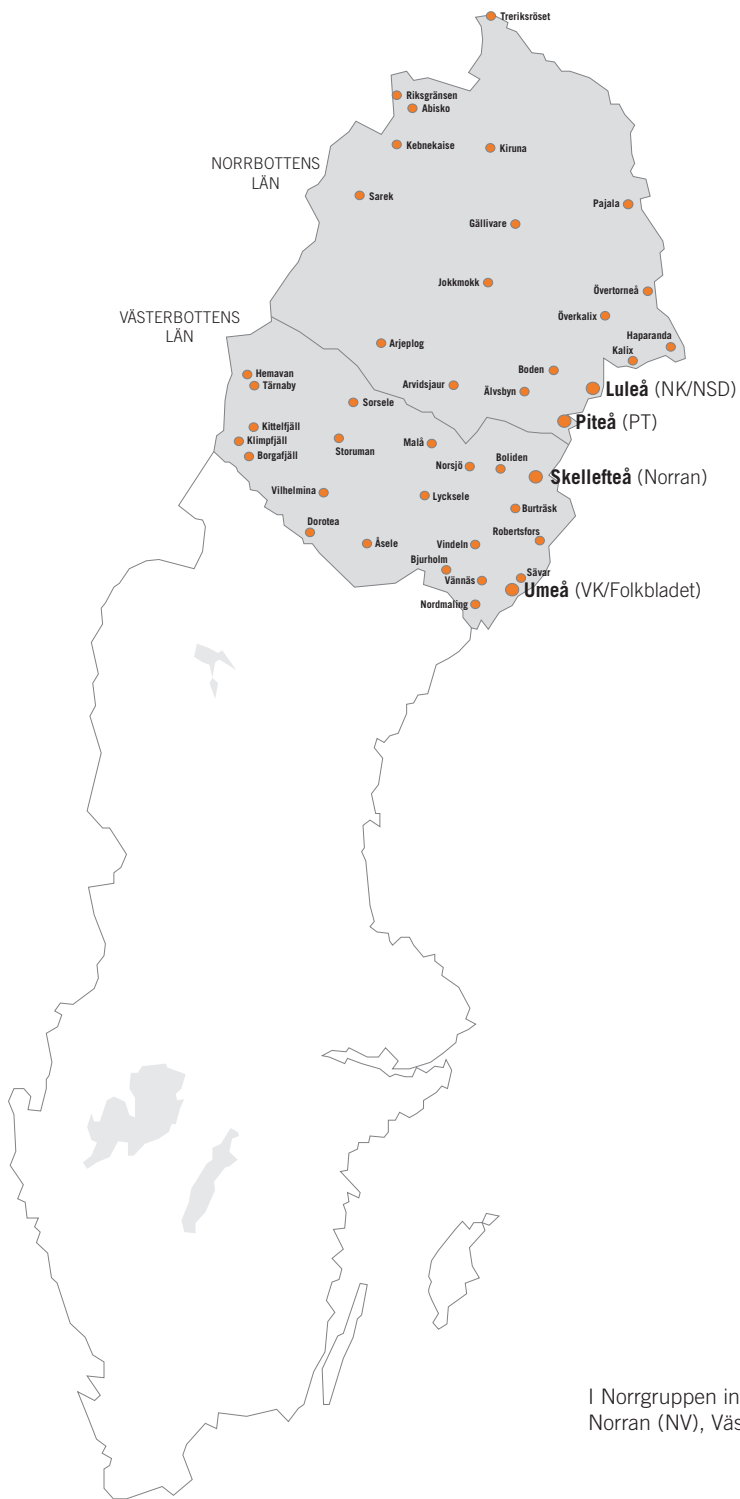 Treriksröset
Riksgränsen
Abisko
Kebnekaise
Kiruna
NORRBOTTENS
LÄN
Sarek
Pajala
Gällivare
Jokkmokk
Övertorneå
VÄSTERBOTTENS
LÄN
Överkalix
Haparanda
Arjeplog
Kalix
Hemavan
Boden
Tärnaby
Arvidsjaur
Älvsbyn
Luleå (NK/NSD)
Sorsele
Piteå (PT)
Kittelfjäll
Klimpfjäll
Storuman
Malå
Borgafjäll
Norsjö
Boliden
Skellefteå (Norran)
Vilhelmina
Lycksele
Burträsk
Dorotea
Robertsfors
Åsele
Vindeln
Bjurholm
Vännäs
Sävar
Umeå (VK/Folkbladet)
Nordmaling
I Norrgruppen in
Norran (NV), Väs